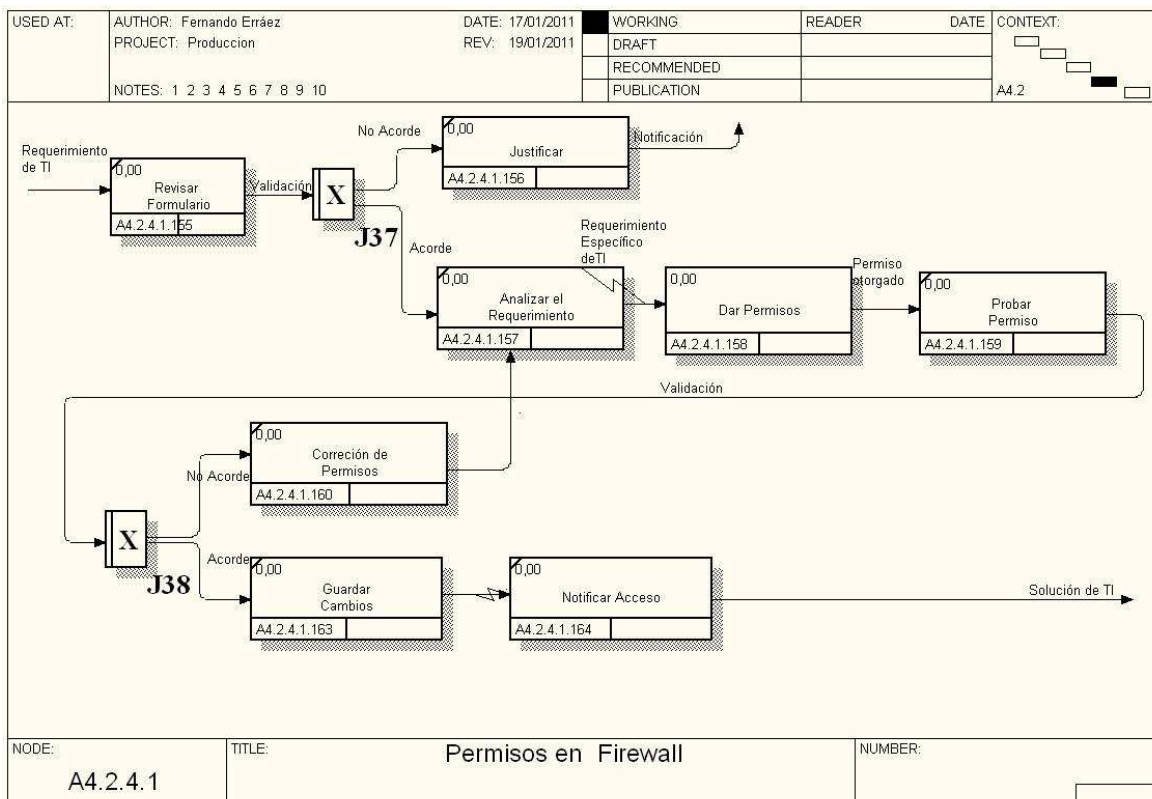 USED AT:
AUTHOR: Fernando Erráez
DATE: 17/01/2011
WORKING
READER
DATE
CONTEXT:
PROJECT: Produccion
REV: 19/01/2011
DRAFT
RECOMMENDED
NOTES: 1 2 3 4 5 6 7 8 9 10
PUBLICATION
A4.2
Requerimiento
de TI
0,00
Revisar
Formulario
A4.2.4.1.155
Validación
X
J37
No Acorde
0,00
Justificar
A4.2.4.1.156
Notificación
Acorde
0,00
Analizar el
Requerimiento
A4.2.4.1.157
Requerimiento
Específico
deTI
0,00
Dar Permisos
A4.2.4.1.158
Permiso
otorgado
0,00
Probar
Permiso
A4.2.4.1.159
Validación
X
J38
No Acorde
0,00
Correción de
Permisos
A4.2.4.1.160
Acorde
0,00
Guardar
Cambios
A4.2.4.1.163
0,00
Notificar Acceso
A4.2.4.1.164
Solución de TI
NODE:
A4.2.4.1
TITLE:
Permisos en Firewall
NUMBER: